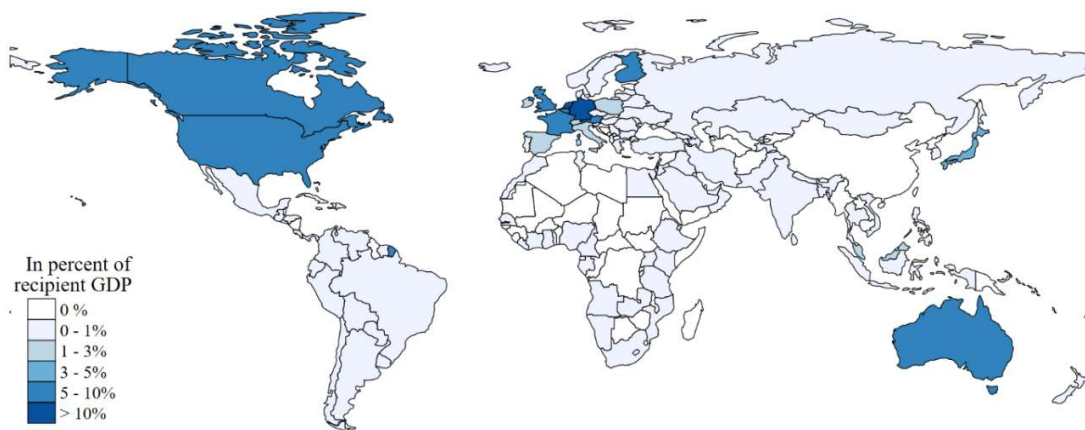 In percent of
recipient GDP
0 %
0 - 1%
1 - 3%
3 - 5%
5 - 10%
> 10%